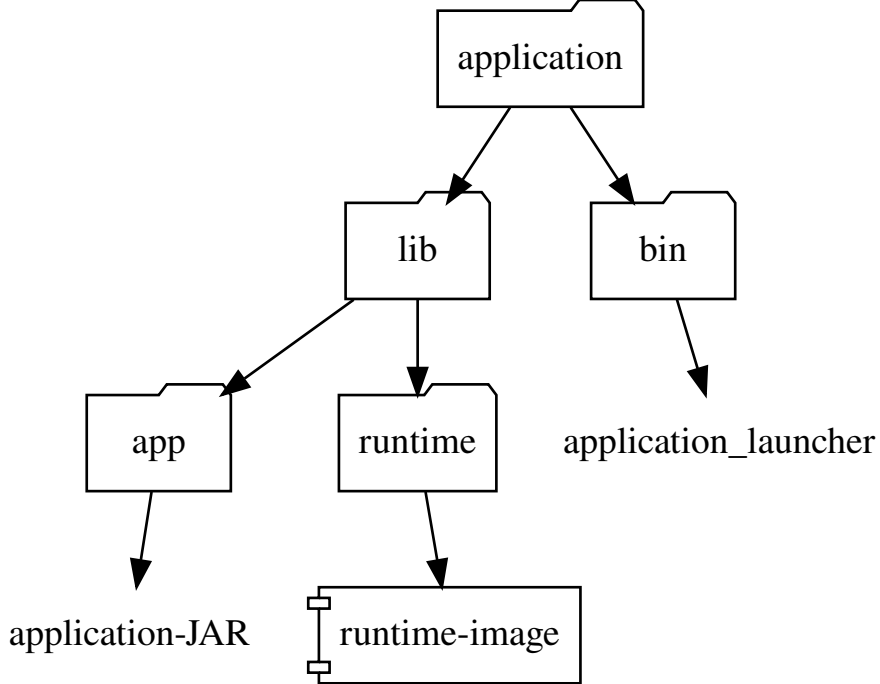 application
lib
bin
app
runtime
application_launcher
application-JAR
runtime-image